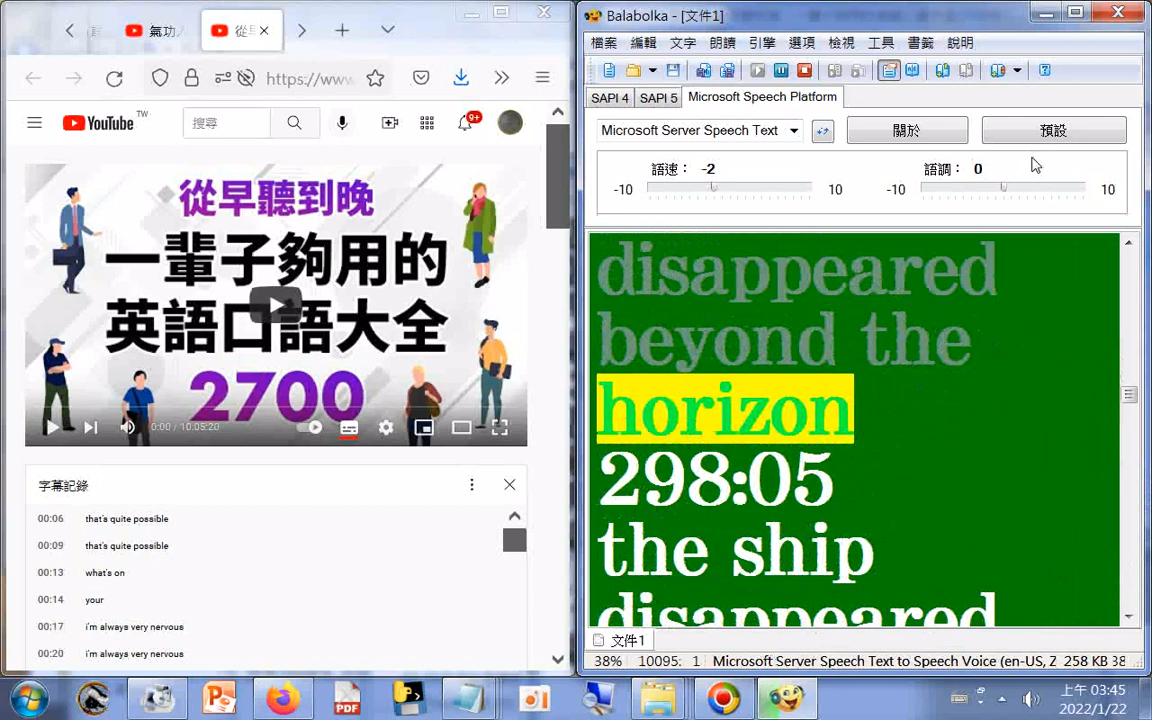 氣功人
從
https://www
YouTube TW
搜尋
9+
從早聽到晚
一輩子夠用的
英語口語大全
2700
0:00 / 10:05:20
字幕記錄
00:06 that's quite possible
00:09 that's quite possible
00:13 what's on
00:14 your
00:17 i'm always very nervous
00:20 i'm always very nervous
Balabolka - [文件1]
檔案 編輯 文字 朗讀 引擎 選項 檢視 工具 書籤 說明
SAPI 4 SAPI 5 Microsoft Speech Platform
Microsoft Server Speech Text 關於 預設
語速： -2 語調： 0
-10 10 -10 10
disappeared
beyond the
horizon
298:05
the ship
disappeared
文件1
38% 10095: 1 Microsoft Server Speech Text to Speech Voice (en-US, Z 258 KB 38
PDF
上午 03:45
2022/1/22